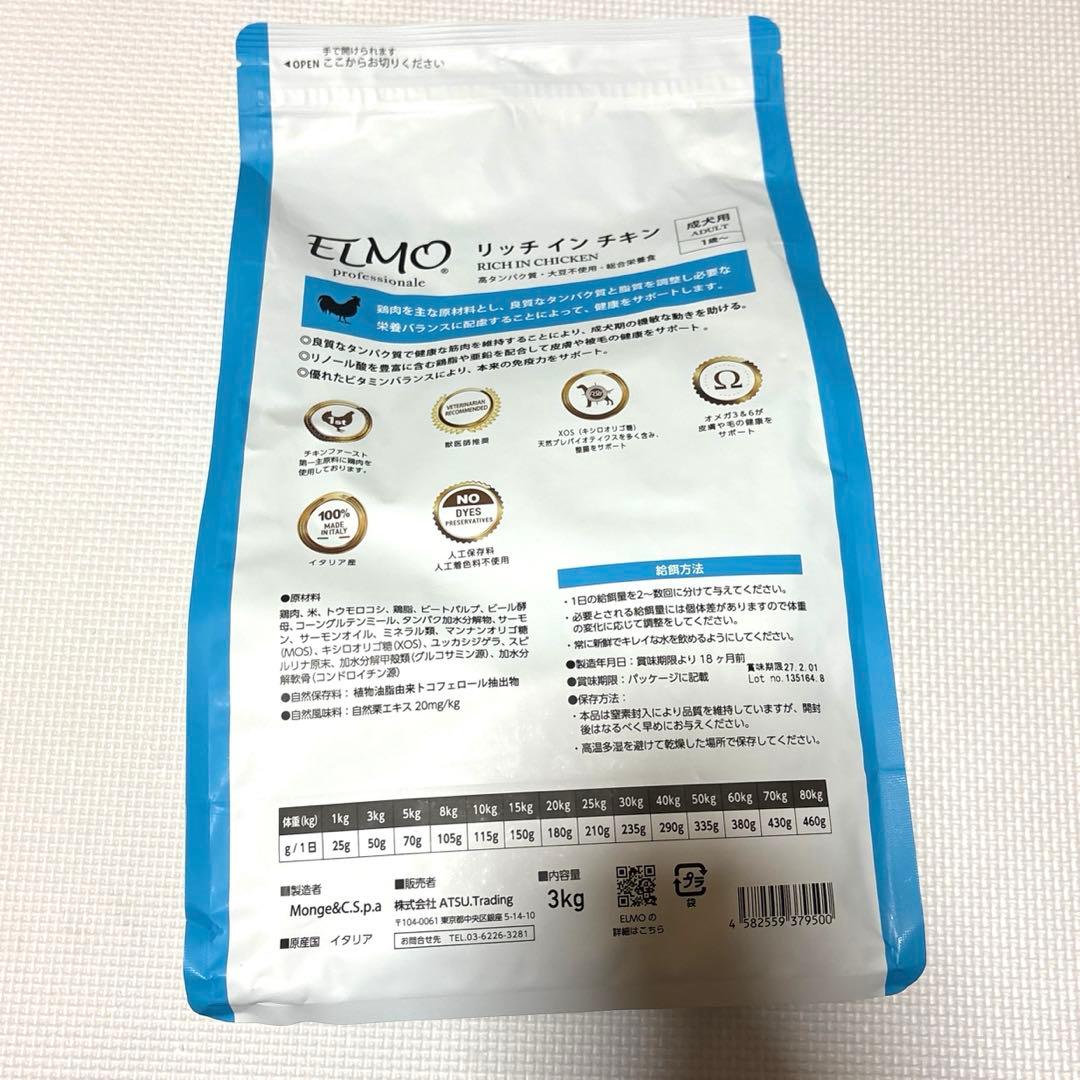 手で開けられます
◀OPEN ここからお切りください
ELMO®
professionale
リッチ イン チキン
RICH IN CHICKEN
高タンパク質・大豆不使用・総合栄養食
成犬用
ADULT
1歳～
鶏肉を主な原材料とし、良質なタンパク質と脂質を調整し必要な
栄養バランスに配慮することによって、健康をサポートします。
◎良質なタンパク質で健康な筋肉を維持することにより、成犬期の機敏な動きを助ける。
◎リノール酸を豊富に含む鶏脂や亜鉛を配合して皮膚や被毛の健康をサポート。
◎優れたビタミンバランスにより、本来の免疫力をサポート。
1st
チキンファースト
第一主原料に鶏肉を
使用しております。
VETERINARIAN
RECOMMENDED
獣医師推奨
XOS
XOS（キシロオリゴ糖）
天然プレバイオティクスを多く含み、
整腸をサポート
Ω
オメガ3＆6が
皮膚や毛の健康を
サポート
100%
MADE
IN ITALY
イタリア産
NO
DYES
PRESERVATIVES
人工保存料
人工着色料不使用
●原材料
鶏肉、米、トウモロコシ、鶏脂、ビートパルプ、ビール酵
母、コーングルテンミール、タンパク加水分解物、サーモ
ン、サーモンオイル、ミネラル類、マンナンオリゴ糖
(MOS)、キシロオリゴ糖(XOS)、ユッカシジゲラ、スピ
ルリナ原末、加水分解甲殻類(グルコサミン源)、加水分
解軟骨(コンドロイチン源)
●自然保存料：植物油脂由来トコフェロール抽出物
●自然風味料：自然栗エキス 20mg/kg
給餌方法
・1日の給餌量を2～数回に分けて与えてください。
・必要とされる給餌量には個体差がありますので体重
の変化に応じて調整をしてください。
・常に新鮮でキレイな水を飲めるようにしてください。
●製造年月日：賞味期限より18ヶ月前
●賞味期限：パッケージに記載
賞味期限27.2.01
Lot no.135164.8
●保存方法：
・本品は窒素封入により品質を維持していますが、開封
後はなるべく早めにお与えください。
・高温多湿を避けて乾燥した場所で保存してください。
体重(kg) 1kg 3kg 5kg 8kg 10kg 15kg 20kg 25kg 30kg 40kg 50kg 60kg 70kg 80kg
g/1日 25g 50g 70g 105g 115g 150g 180g 210g 235g 290g 335g 380g 430g 460g
■製造者
Monge&C.S.p.a
■原産国 イタリア
■販売者
株式会社 ATSU.Trading
〒104-0061 東京都中央区銀座 5-14-10
お問合せ先 TEL.03-6226-3281
■内容量
3kg
ELMO の
詳細はこちら
プラ
袋
4 582559 379500